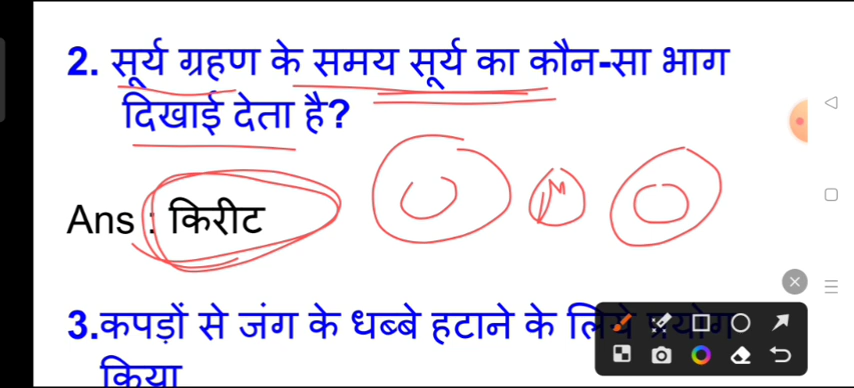 2. सूर्य ग्रहण के समय सूर्य का कौन-सा भाग
दिखाई देता है?
Ans : किरीट
3.कपड़ों से जंग के धब्बे हटाने के लिये प्रयोग
किया